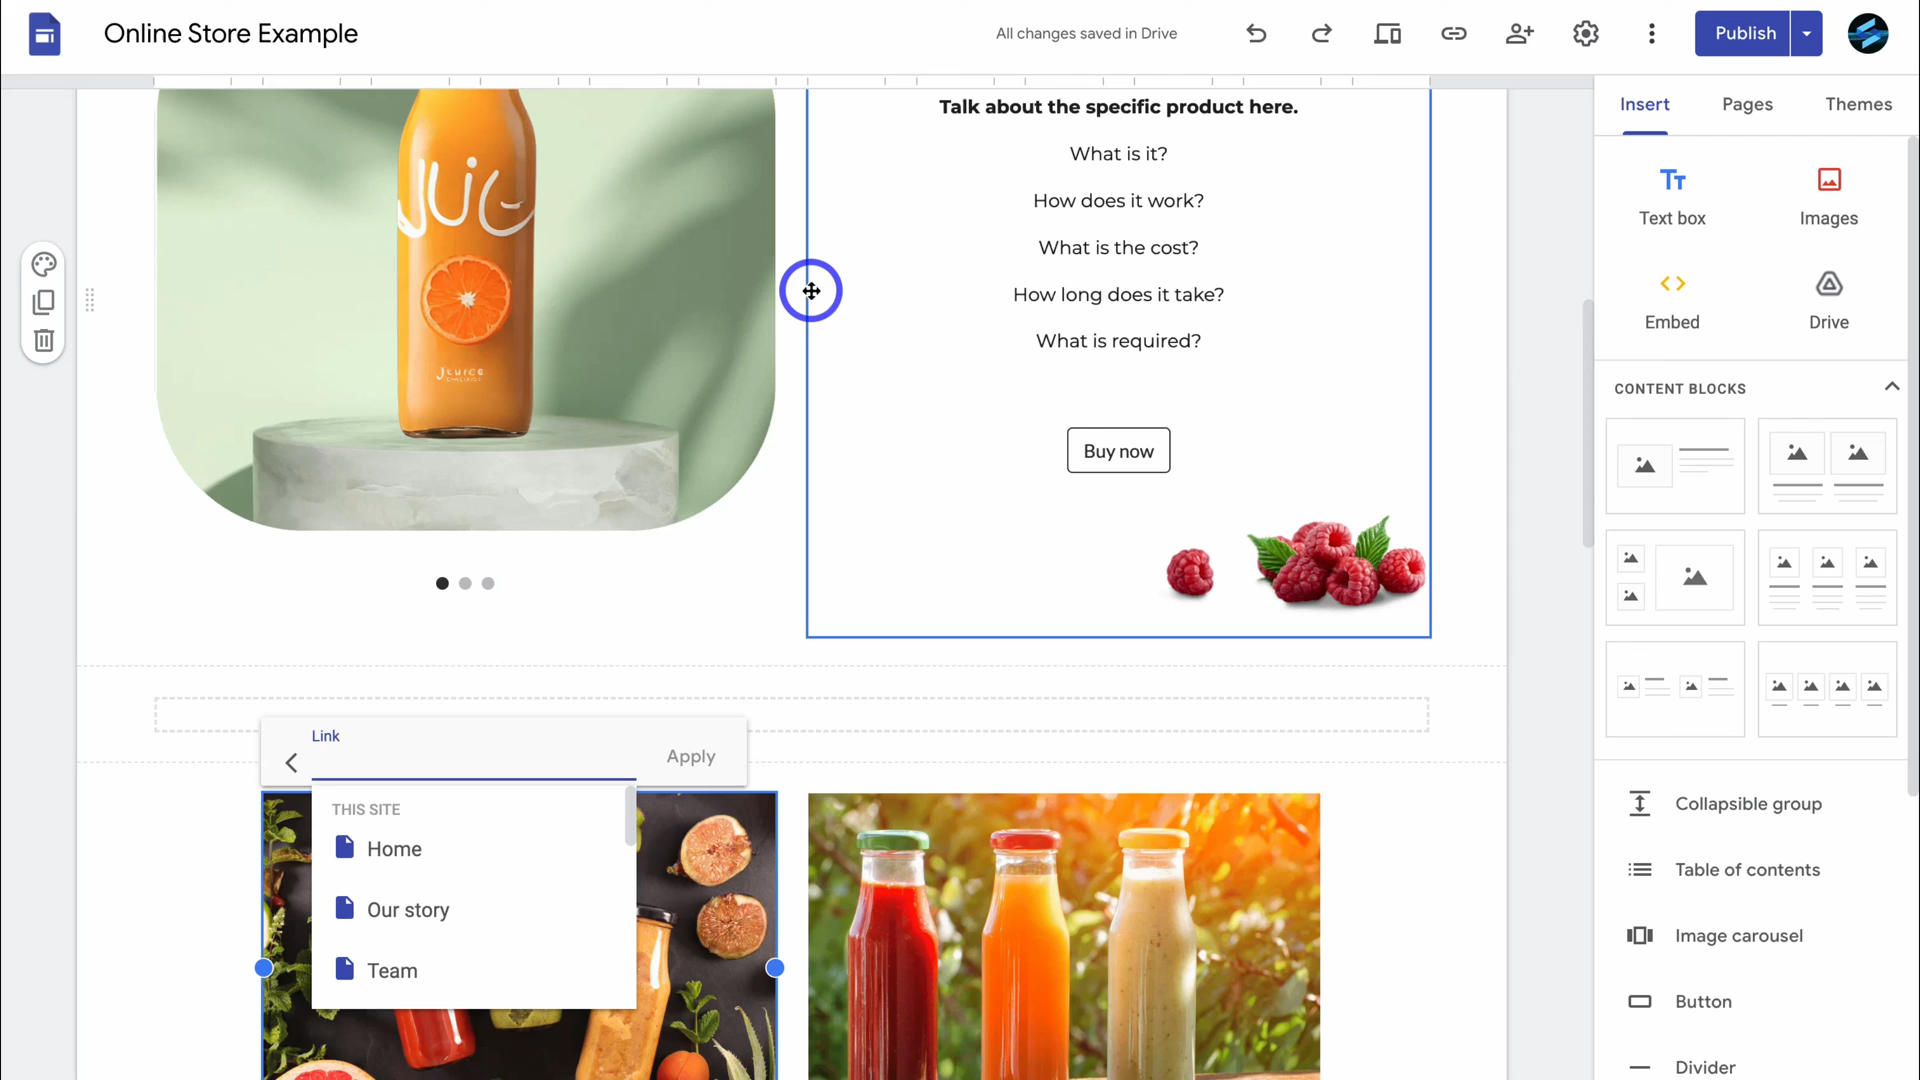 Online Store Example
All changes saved in Drive
Publish
Insert
Pages
Themes
Talk about the specific product here.
What is it?
How does it work?
What is the cost?
How long does it take?
What is required?
Buy now
Text box
Images
Embed
Drive
CONTENT BLOCKS
Link
Apply
THIS SITE
Home
Our story
Team
Collapsible group
Table of contents
Image carousel
Button
Divider